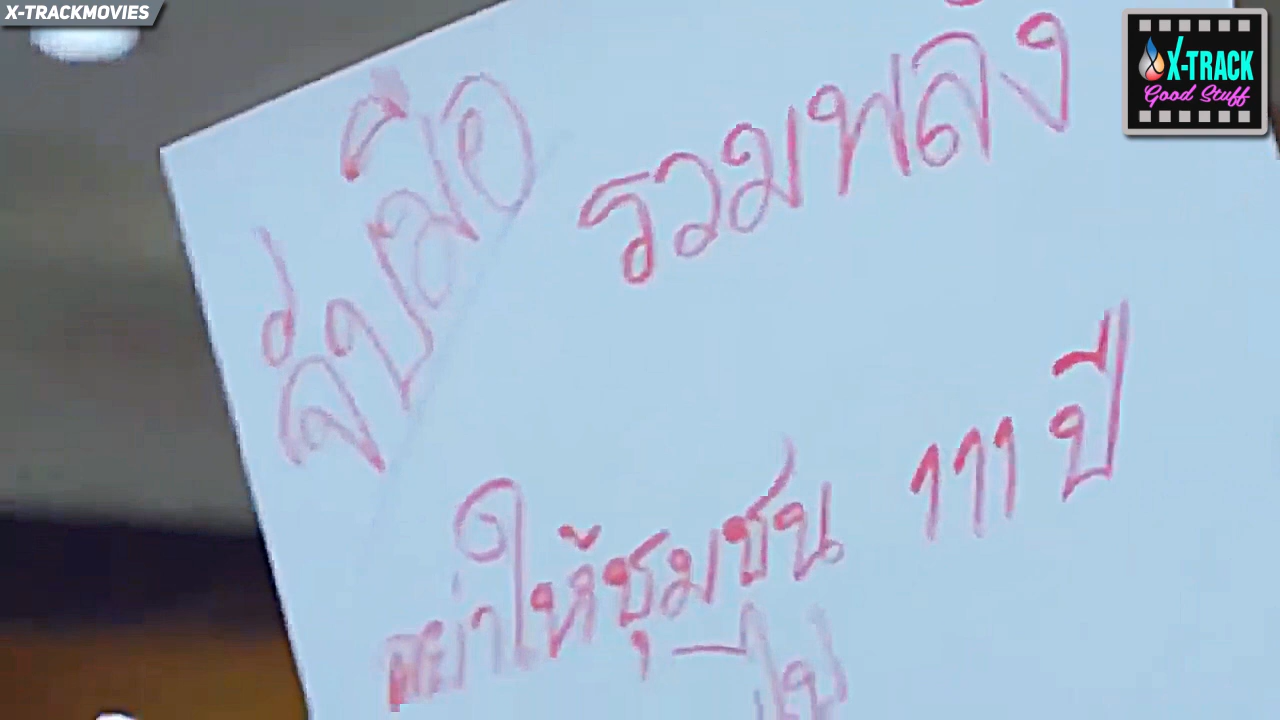 X-TRACKMOVIES
X-TRACK
Good Stuff
จับมือ รวมพลัง
อย่าให้ชุมชน 111 ปี